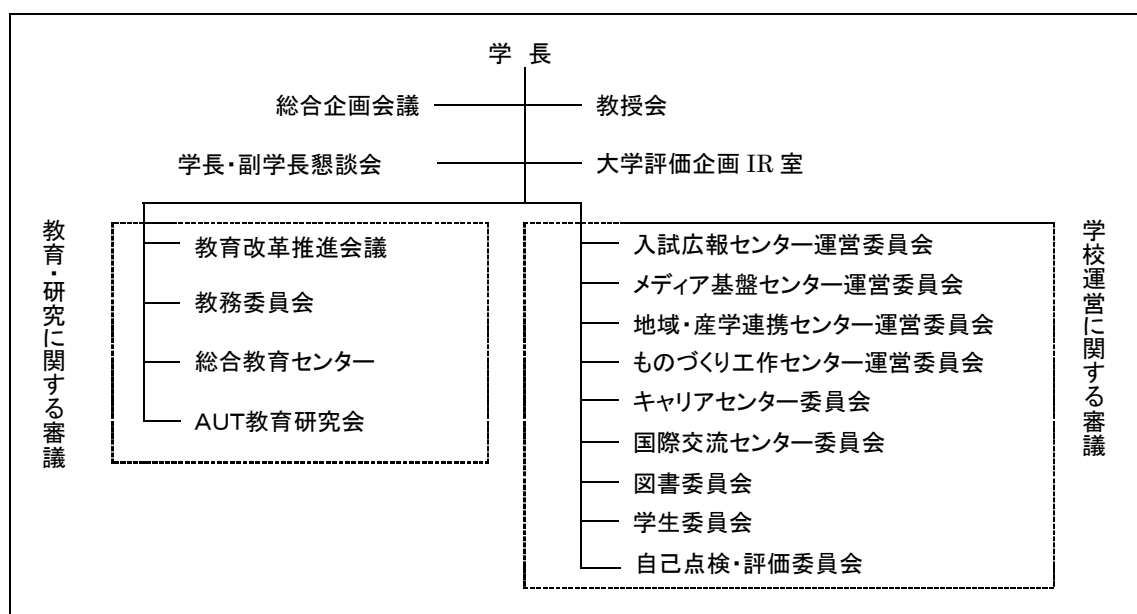 学 長
総合企画会議
教授会
学長・副学長懇談会
大学評価企画 IR 室
教育・研究に関する審議
教育改革推進会議
教務委員会
総合教育センター
AUT教育研究会
入試広報センター運営委員会
メディア基盤センター運営委員会
地域・産学連携センター運営委員会
ものづくり工作センター運営委員会
キャリアセンター委員会
国際交流センター委員会
図書委員会
学生委員会
自己点検・評価委員会
学校運営に関する審議